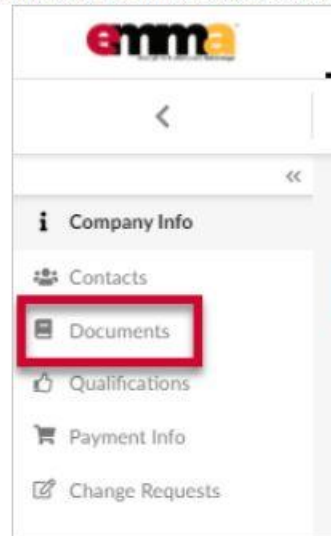 emma
Company Info
Contacts
Documents
Qualifications
Payment Info
Change Requests